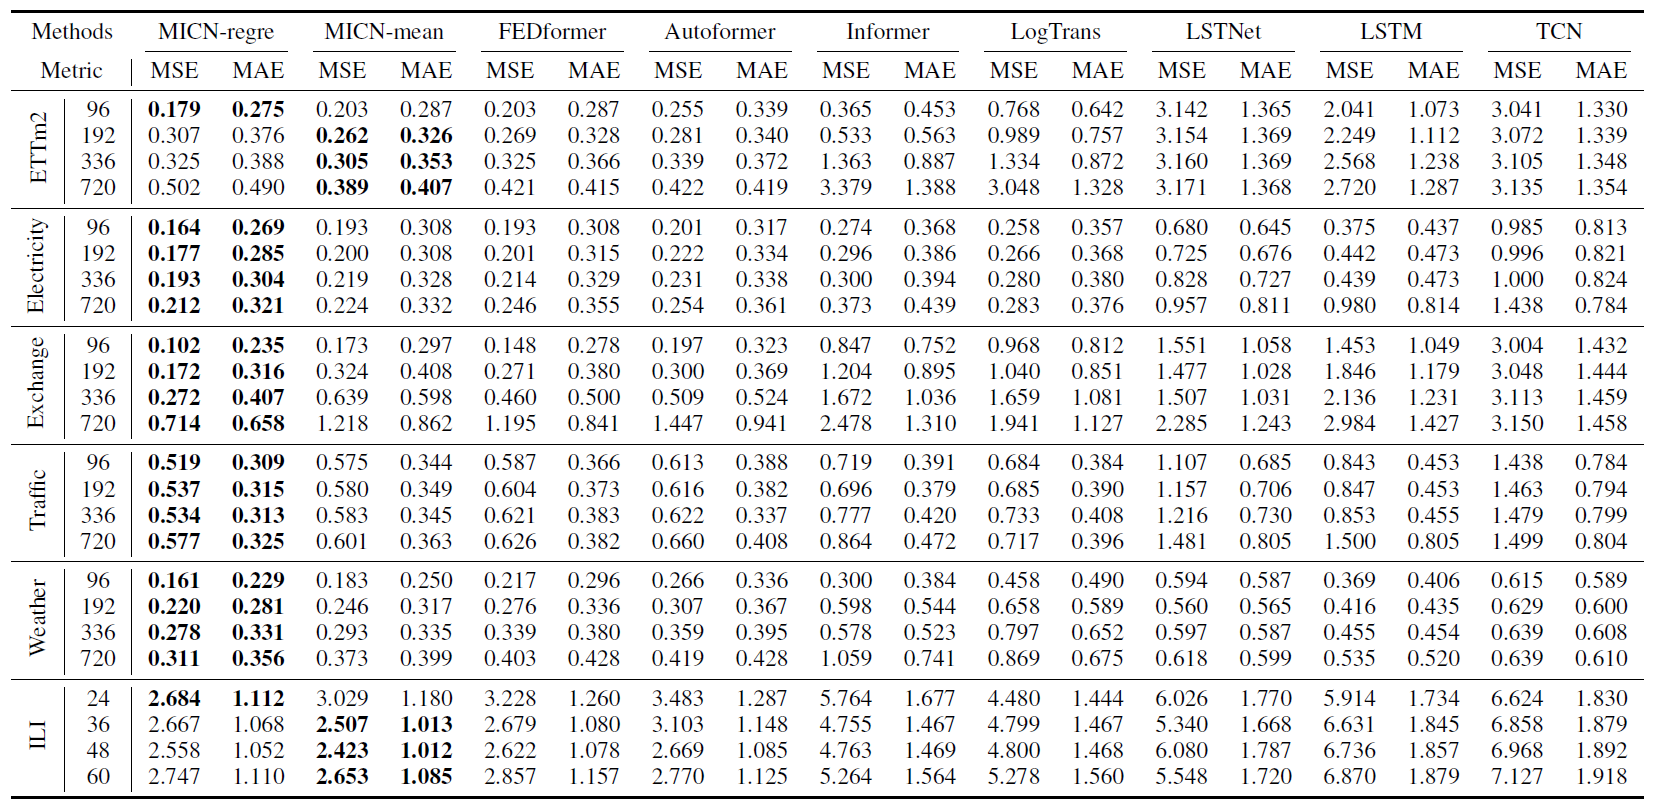 Methods MICN-regre MICN-mean FEDformer Autoformer Informer LogTrans LSTNet LSTM TCN
Metric MSE MAE MSE MAE MSE MAE MSE MAE MSE MAE MSE MAE MSE MAE MSE MAE MSE MAE
ETTm2
96 0.179 0.275 0.203 0.287 0.203 0.287 0.255 0.339 0.365 0.453 0.768 0.642 3.142 1.365 2.041 1.073 3.041 1.330
192 0.307 0.376 0.262 0.326 0.269 0.328 0.281 0.340 0.533 0.563 0.989 0.757 3.154 1.369 2.249 1.112 3.072 1.339
336 0.325 0.388 0.305 0.353 0.325 0.366 0.339 0.372 1.363 0.887 1.334 0.872 3.160 1.369 2.568 1.238 3.105 1.348
720 0.502 0.490 0.389 0.407 0.421 0.415 0.422 0.419 3.379 1.388 3.048 1.328 3.171 1.368 2.720 1.287 3.135 1.354
Electricity
96 0.164 0.269 0.193 0.308 0.193 0.308 0.201 0.317 0.274 0.368 0.258 0.357 0.680 0.645 0.375 0.437 0.985 0.813
192 0.177 0.285 0.200 0.308 0.201 0.315 0.222 0.334 0.296 0.386 0.266 0.368 0.725 0.676 0.442 0.473 0.996 0.821
336 0.193 0.304 0.219 0.328 0.214 0.329 0.231 0.338 0.300 0.394 0.280 0.380 0.828 0.727 0.439 0.473 1.000 0.824
720 0.212 0.321 0.224 0.332 0.246 0.355 0.254 0.361 0.373 0.439 0.283 0.376 0.957 0.811 0.980 0.814 1.438 0.784
Exchange
96 0.102 0.235 0.173 0.297 0.148 0.278 0.197 0.323 0.847 0.752 0.968 0.812 1.551 1.058 1.453 1.049 3.004 1.432
192 0.172 0.316 0.324 0.408 0.271 0.380 0.300 0.369 1.204 0.895 1.040 0.851 1.477 1.028 1.846 1.179 3.048 1.444
336 0.272 0.407 0.639 0.598 0.460 0.500 0.509 0.524 1.672 1.036 1.659 1.081 1.507 1.031 2.136 1.231 3.113 1.459
720 0.714 0.658 1.218 0.862 1.195 0.841 1.447 0.941 2.478 1.310 1.941 1.127 2.285 1.243 2.984 1.427 3.150 1.458
Traffic
96 0.519 0.309 0.575 0.344 0.587 0.366 0.613 0.388 0.719 0.391 0.684 0.384 1.107 0.685 0.843 0.453 1.438 0.784
192 0.537 0.315 0.580 0.349 0.604 0.373 0.616 0.382 0.696 0.379 0.685 0.390 1.157 0.706 0.847 0.453 1.463 0.794
336 0.534 0.313 0.583 0.345 0.621 0.383 0.622 0.337 0.777 0.420 0.733 0.408 1.216 0.730 0.853 0.455 1.479 0.799
720 0.577 0.325 0.601 0.363 0.626 0.382 0.660 0.408 0.864 0.472 0.717 0.396 1.481 0.805 1.500 0.805 1.499 0.804
Weather
96 0.161 0.229 0.183 0.250 0.217 0.296 0.266 0.336 0.300 0.384 0.458 0.490 0.594 0.587 0.369 0.406 0.615 0.589
192 0.220 0.281 0.246 0.317 0.276 0.336 0.307 0.367 0.598 0.544 0.658 0.589 0.560 0.565 0.416 0.435 0.629 0.600
336 0.278 0.331 0.293 0.335 0.339 0.380 0.359 0.395 0.578 0.523 0.797 0.652 0.597 0.587 0.455 0.454 0.639 0.608
720 0.311 0.356 0.373 0.399 0.403 0.428 0.419 0.428 1.059 0.741 0.869 0.675 0.618 0.599 0.535 0.520 0.639 0.610
ILI
24 2.684 1.112 3.029 1.180 3.228 1.260 3.483 1.287 5.764 1.677 4.480 1.444 6.026 1.770 5.914 1.734 6.624 1.830
36 2.667 1.068 2.507 1.013 2.679 1.080 3.103 1.148 4.755 1.467 4.799 1.467 5.340 1.668 6.631 1.845 6.858 1.879
48 2.558 1.052 2.423 1.012 2.622 1.078 2.669 1.085 4.763 1.469 4.800 1.468 6.080 1.787 6.736 1.857 6.968 1.892
60 2.747 1.110 2.653 1.085 2.857 1.157 2.770 1.125 5.264 1.564 5.278 1.560 5.548 1.720 6.870 1.879 7.127 1.918